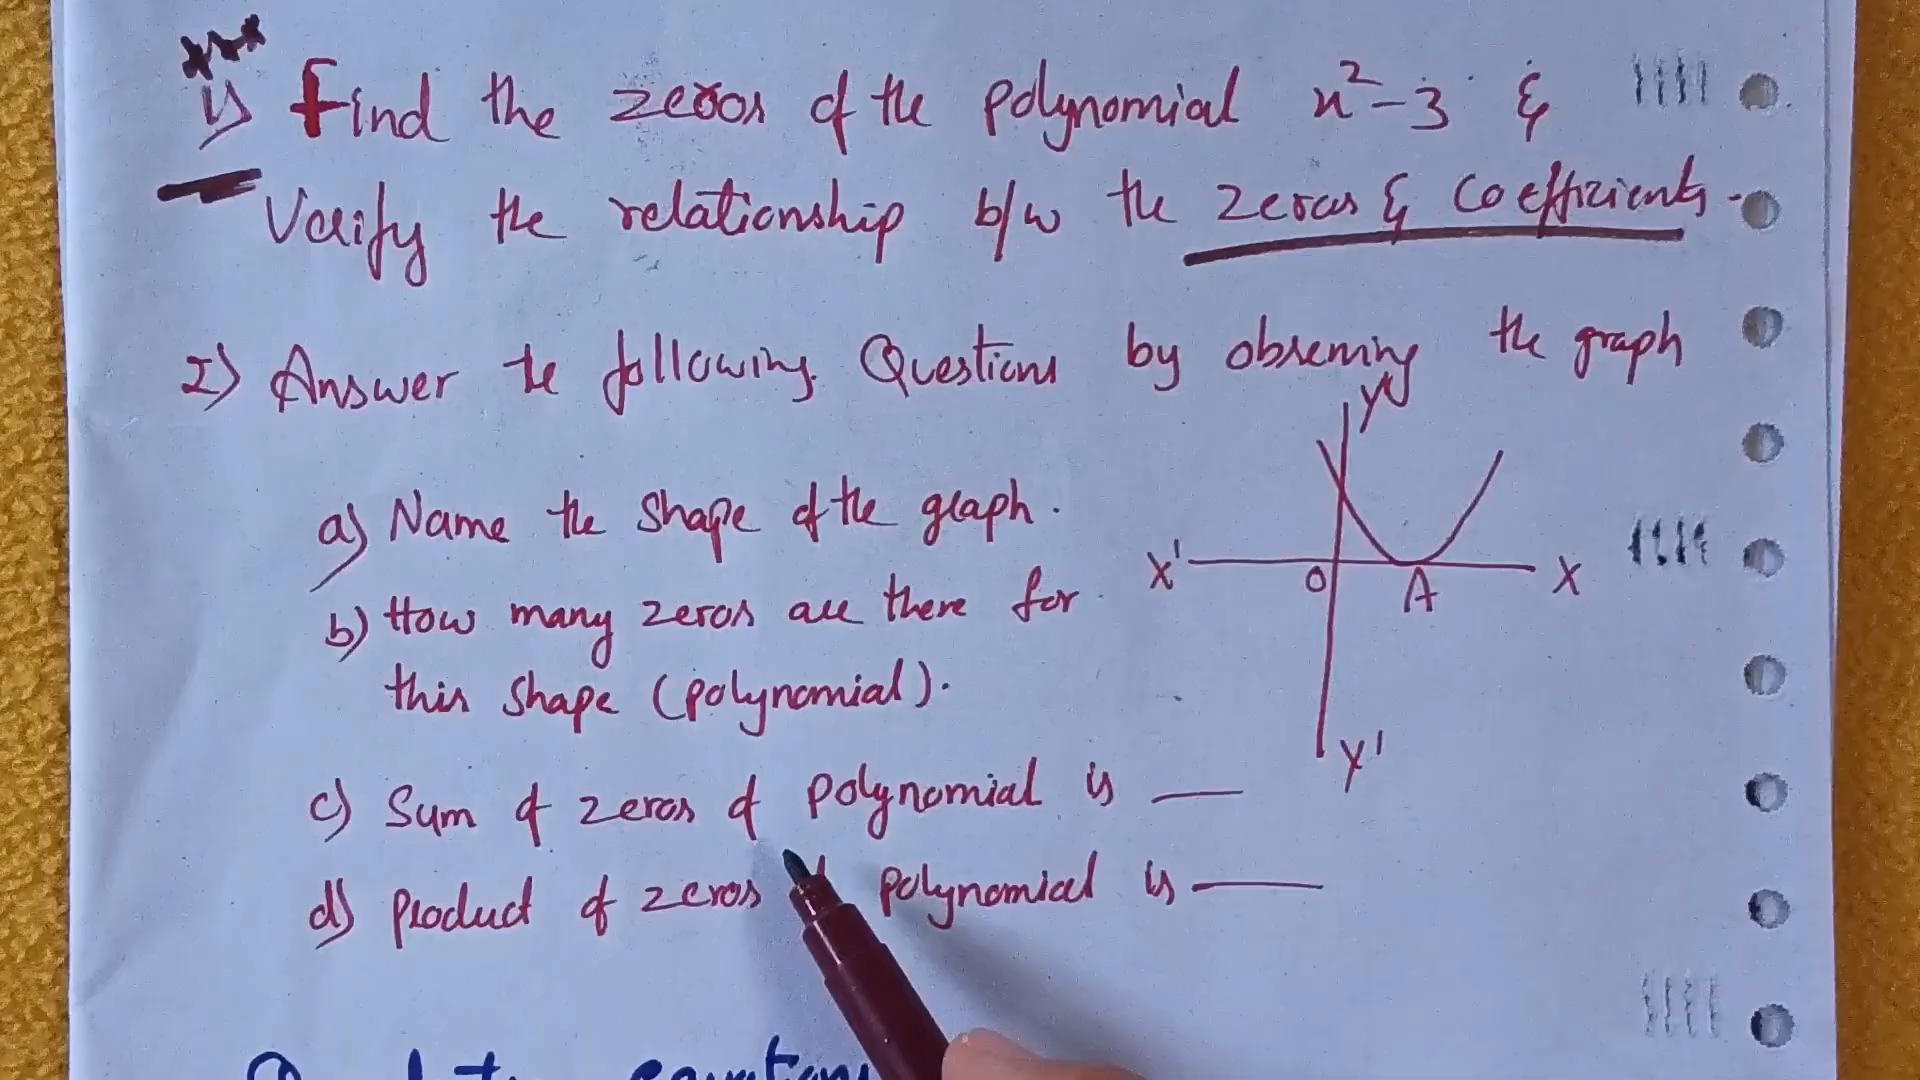 1) Find the zeros of the polynomial x²-3 &
Verify the relationship b/w the zeros & Coefficients.
2) Answer the following Questions by observing the graph
a) Name the shape of the graph.
b) How many zeros are there for
this shape (polynomial).
c) Sum of zeros of polynomial is ___
d) Product of zeros polynomial is ___
Y
X' O A X
Y'
equations